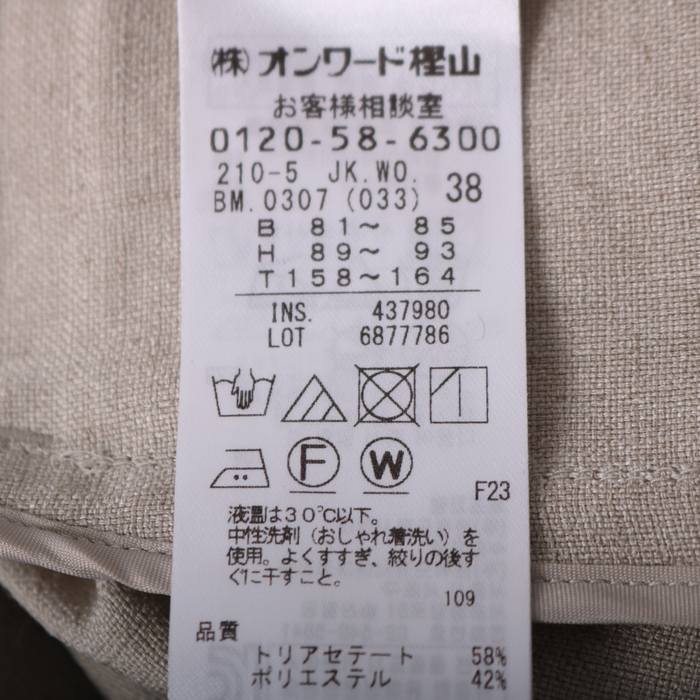 ㈱オンワード樫山
お客様相談室
0120-58-6300
210-5 JK.WO.
BM.0307 (033) 38
B 81～ 85
H 89～ 93
T158～164
INS. 437980
LOT 6877786
F W
F23
液温は30℃以下。
中性洗剤（おしゃれ着洗い）を
使用。よくすすぎ、絞りの後す
ぐに干すこと。
109
品質
トリアセテート 58%
ポリエステル 42%